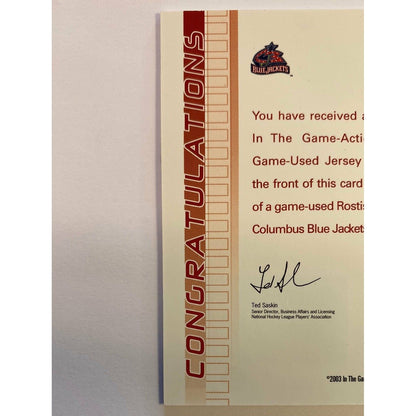 CONGRATULATIONS
BLUE JACKETS
You have received a
In The Game-Actio
Game-Used Jersey
the front of this card
of a game-used Rostis
Columbus Blue Jackets
Ted Saskin
Senior Director, Business Affairs and Licensing
National Hockey League Players' Association
©2003 In The Ga